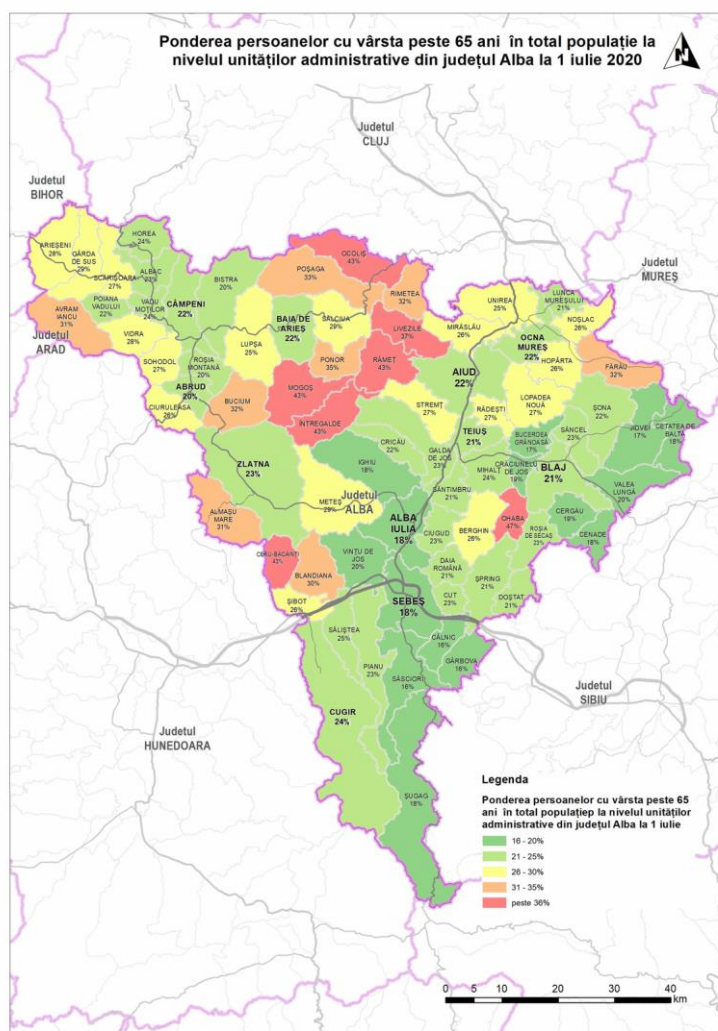 Ponderea persoanelor cu vârsta peste 65 ani în total populație la
nivelul unităților administrative din județul Alba la 1 iulie 2020
N
Judetul
CLUJ
Judetul
BIHOR
Judetul
MUREȘ
Judetul
ARAD
Judetul
ALBA
Judetul
SIBIU
Judetul
HUNEDOARA
HOREA
24%
ARIEȘENI
28%
GÂRDA
DE SUS
29%
SCĂRIȘOARA
27%
ALBAC
23%
BISTRA
20%
POIANA
VADULUI
22%
VADU
MOȚILOR
24%
CÂMPENI
22%
AVRAM
IANCU
31%
VIDRA
28%
SOHODOL
27%
ROȘIA
MONTANĂ
20%
ABRUD
20%
CIURULEASA
26%
BUCIUM
32%
LUPȘA
25%
BAIA DE
ARIEȘ
22%
SĂLCIUA
29%
POȘAGA
33%
OCOLIȘ
43%
RIMETEA
32%
LIVEZILE
37%
PONOR
35%
RÂMEȚ
43%
MOGOȘ
43%
ÎNTREGALDE
43%
UNIREA
25%
LUNCA
MUREȘULUI
21%
NOȘLAC
26%
MIRĂSLĂU
26%
OCNA
MUREȘ
22%
HOPÂRTA
26%
FĂRĂU
32%
AIUD
22%
LOPADEA
NOUĂ
27%
STREMȚ
27%
RĂDEȘTI
27%
TEIUȘ
21%
ȘONA
22%
SÂNCEL
23%
JIDVEI
17%
CETATEA DE
BALTĂ
18%
BUCERDEA
GRÂNOASĂ
17%
CRĂCIUNELU
DE JOS
19%
MIHALȚ
24%
BLAJ
21%
VALEA
LUNGĂ
20%
CRICĂU
22%
GALDA
DE JOS
23%
IGHIU
18%
SÂNTIMBRU
21%
ZLATNA
23%
METEȘ
29%
ALMAȘU
MARE
31%
ALBA
IULIA
18%
CIUGUD
23%
BERGHIN
26%
OHABA
47%
ROȘIA
DE SECAȘ
23%
CERGĂU
19%
CENADE
18%
CERU-BĂCĂINȚI
43%
BLANDIANA
30%
VINȚU DE
JOS
20%
DAIA
ROMÂNĂ
21%
ȘPRING
21%
CUT
23%
DOȘTAT
21%
ȘIBOT
26%
SEBEȘ
18%
SĂLIȘTEA
25%
PIANU
23%
CÂLNIC
16%
GÂRBOVA
16%
SĂSCIORI
16%
CUGIR
24%
ȘUGAG
18%
Legenda
Ponderea persoanelor cu vârsta peste 65
ani în total populațiep la nivelul unităților
administrative din județul Alba la 1 iulie
16 - 20%
21 - 25%
26 - 30%
31 - 35%
peste 36%
0 10 20 30 40
km